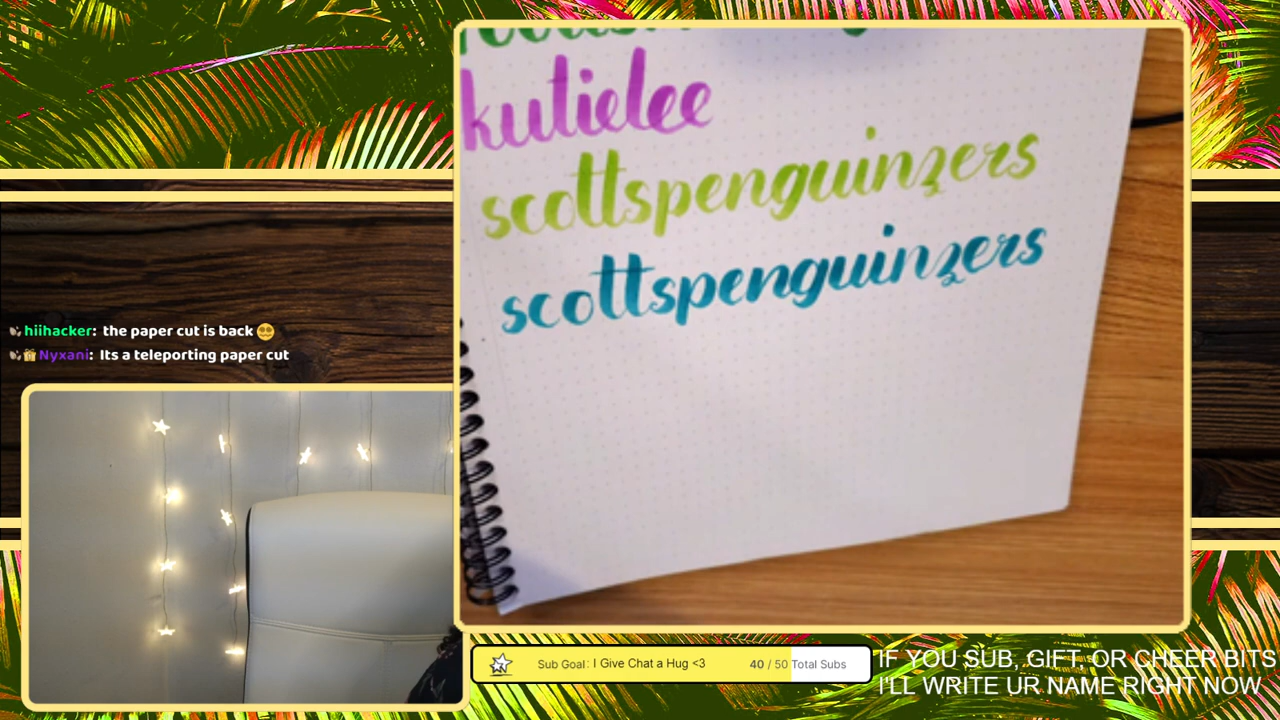 kutielee
scottspenguinzers
scottspenguinzers
hiihacker: the paper cut is back
Nyxani: Its a teleporting paper cut
Sub Goal: I Give Chat a Hug <3 40 / 50 Total Subs
IF YOU SUB, GIFT, OR CHEER BITS
I'LL WRITE UR NAME RIGHT NOW